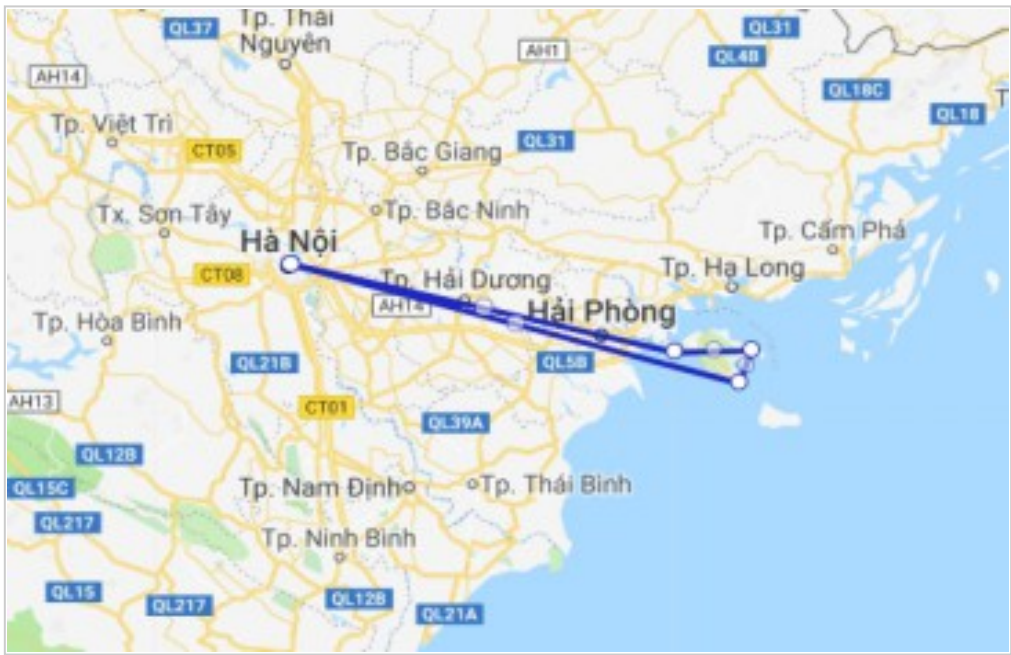 QL37
Tp. Thái
Nguyên
AH1
QL31
QL4B
AH14
QL18C
QL18
T
Tp. Việt Trì
CT05
Tp. Bắc Giang
QL31
Tx. Sơn Tây
Tp. Bắc Ninh
Hà Nội
Tp. Cẩm Phả
CT08
Tp. Hải Dương
Tp. Hạ Long
AH14
Hải Phòng
Tp. Hòa Bình
QL21B
QL5B
AH13
CT01
QL39A
QL12B
QL15C
Tp. Nam Định
Tp. Thái Bình
QL217
Tp. Ninh Bình
QL15
QL217
QL12B
QL21A